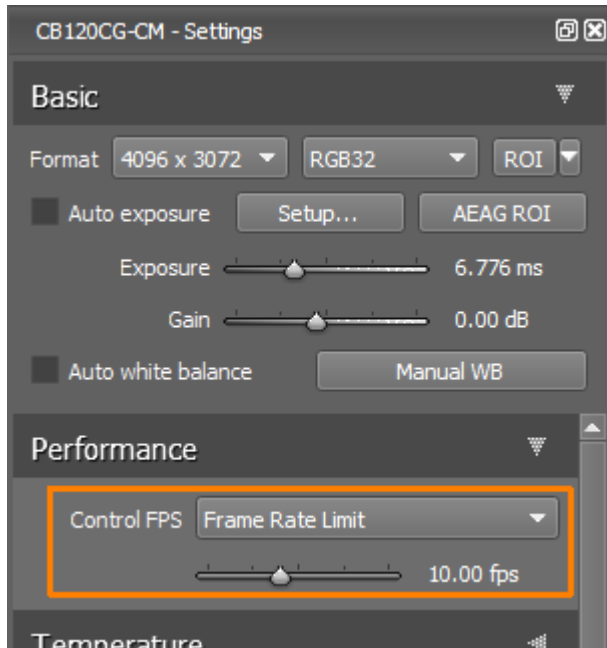 CB120CG-CM - Settings
Basic
Format 4096 x 3072 RGB32 ROI
Auto exposure Setup... AEAG ROI
Exposure 6.776 ms
Gain 0.00 dB
Auto white balance Manual WB
Performance
Control FPS Frame Rate Limit
10.00 fps
Temperature